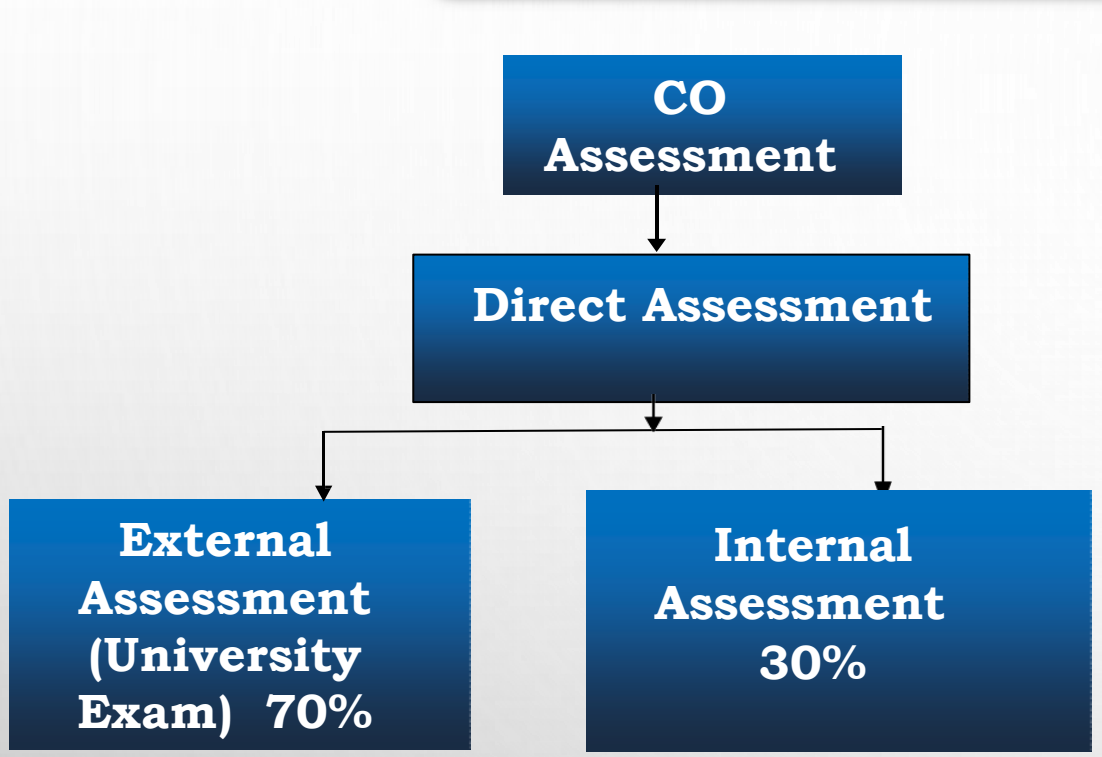 CO
Assessment
Direct Assessment
External
Assessment
(University
Exam) 70%
Internal
Assessment
30%